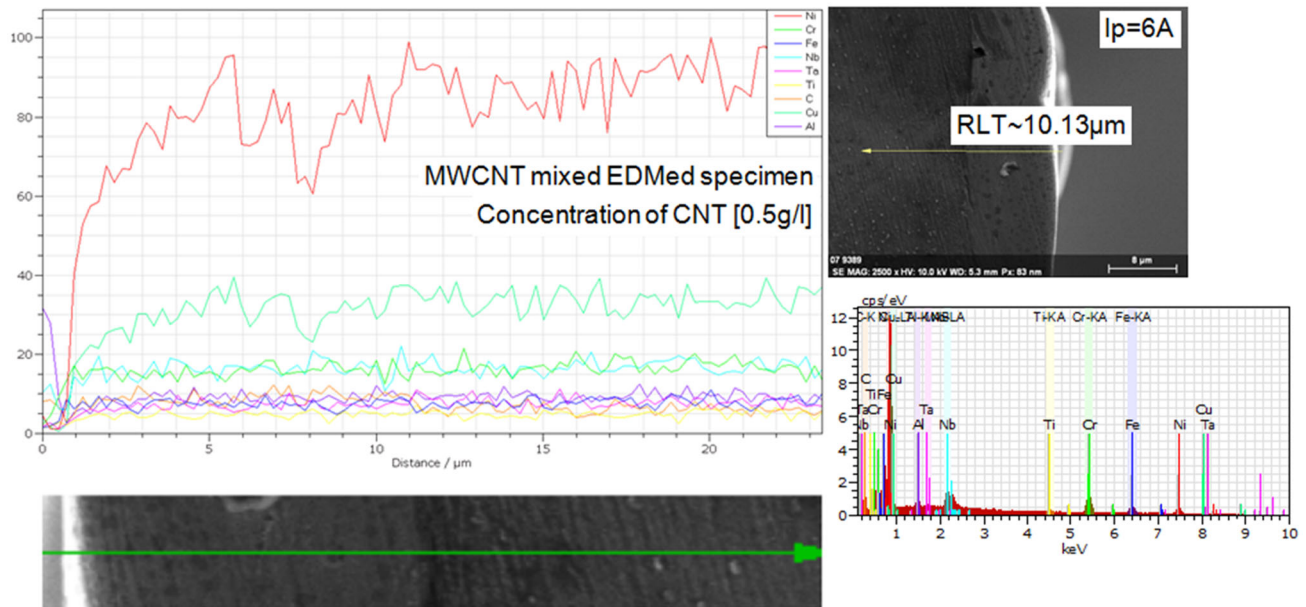 100
80
60
40
20
0
Ni
Cr
Fe
Nb
Ta
Ti
C
Cu
Al
MWCNT mixed EDMed specimen
Concentration of CNT [0.5g/l]
0 5 10 15 20
Distance / µm
Ip=6A
RLT~10.13µm
07 9389
SE MAG: 2500 x HV: 10.0 kV WD: 5.3 mm Px: 83 nm
8 µm
cps/ eV
Ti-KA Cr-KA Fe-KA
12
10
8
6
4
2
0
C Cu
Ti Fe
Ta Cr Ta Cu
Nb Ni Al Nb Ti Cr Fe Ni Ta
1 2 3 4 5 6 7 8 9 10
keV